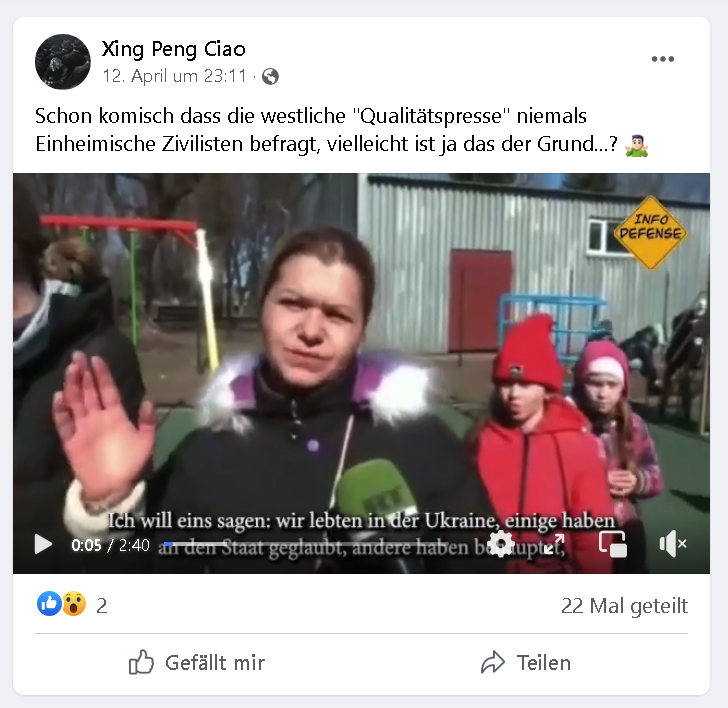 Xing Peng Ciao
12. April um 23:11 ·
Schon komisch dass die westliche "Qualitätspresse" niemals
Einheimische Zivilisten befragt, vielleicht ist ja das der Grund...?
INFO
DEFENSE
RT
Ich will eins sagen: wir lebten in der Ukraine, einige haben
0:05 / 2:40
an den Staat geglaubt, andere haben
2
22 Mal geteilt
Gefällt mir
Teilen